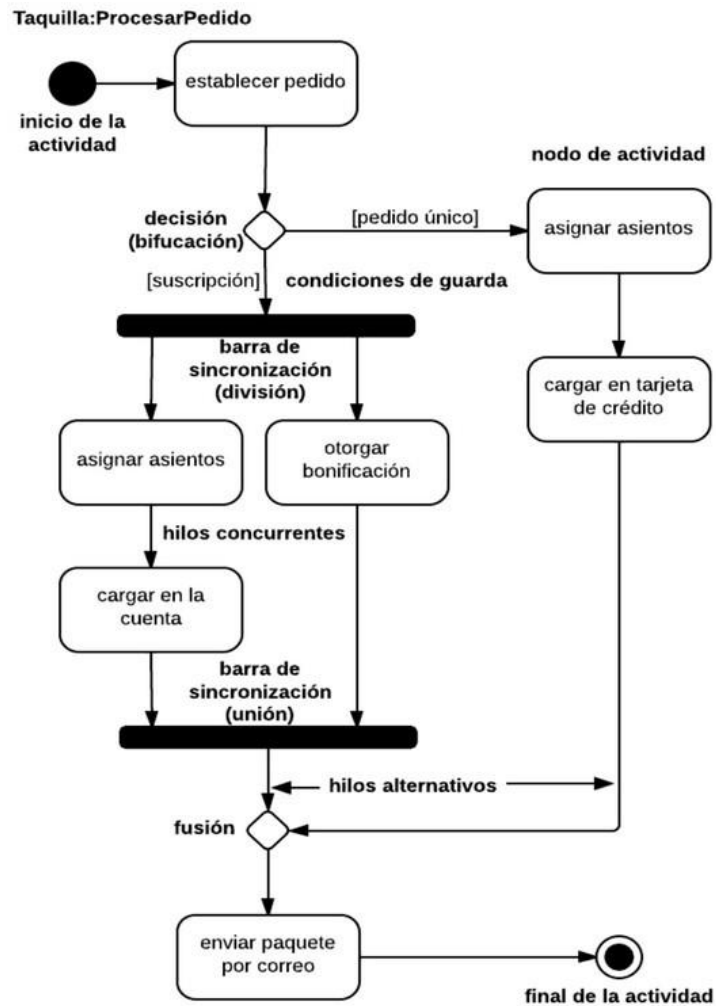 Taquilla:ProcesarPedido
establecer pedido
inicio de la
actividad
nodo de actividad
decisión
(bifucación)
[pedido único]
asignar asientos
[suscripción]
condiciones de guarda
barra de
sincronización
(división)
cargar en tarjeta
de crédito
asignar asientos
otorgar
bonificación
hilos concurrentes
cargar en la
cuenta
barra de
sincronización
(unión)
hilos alternativos
fusión
enviar paquete
por correo
final de la actividad